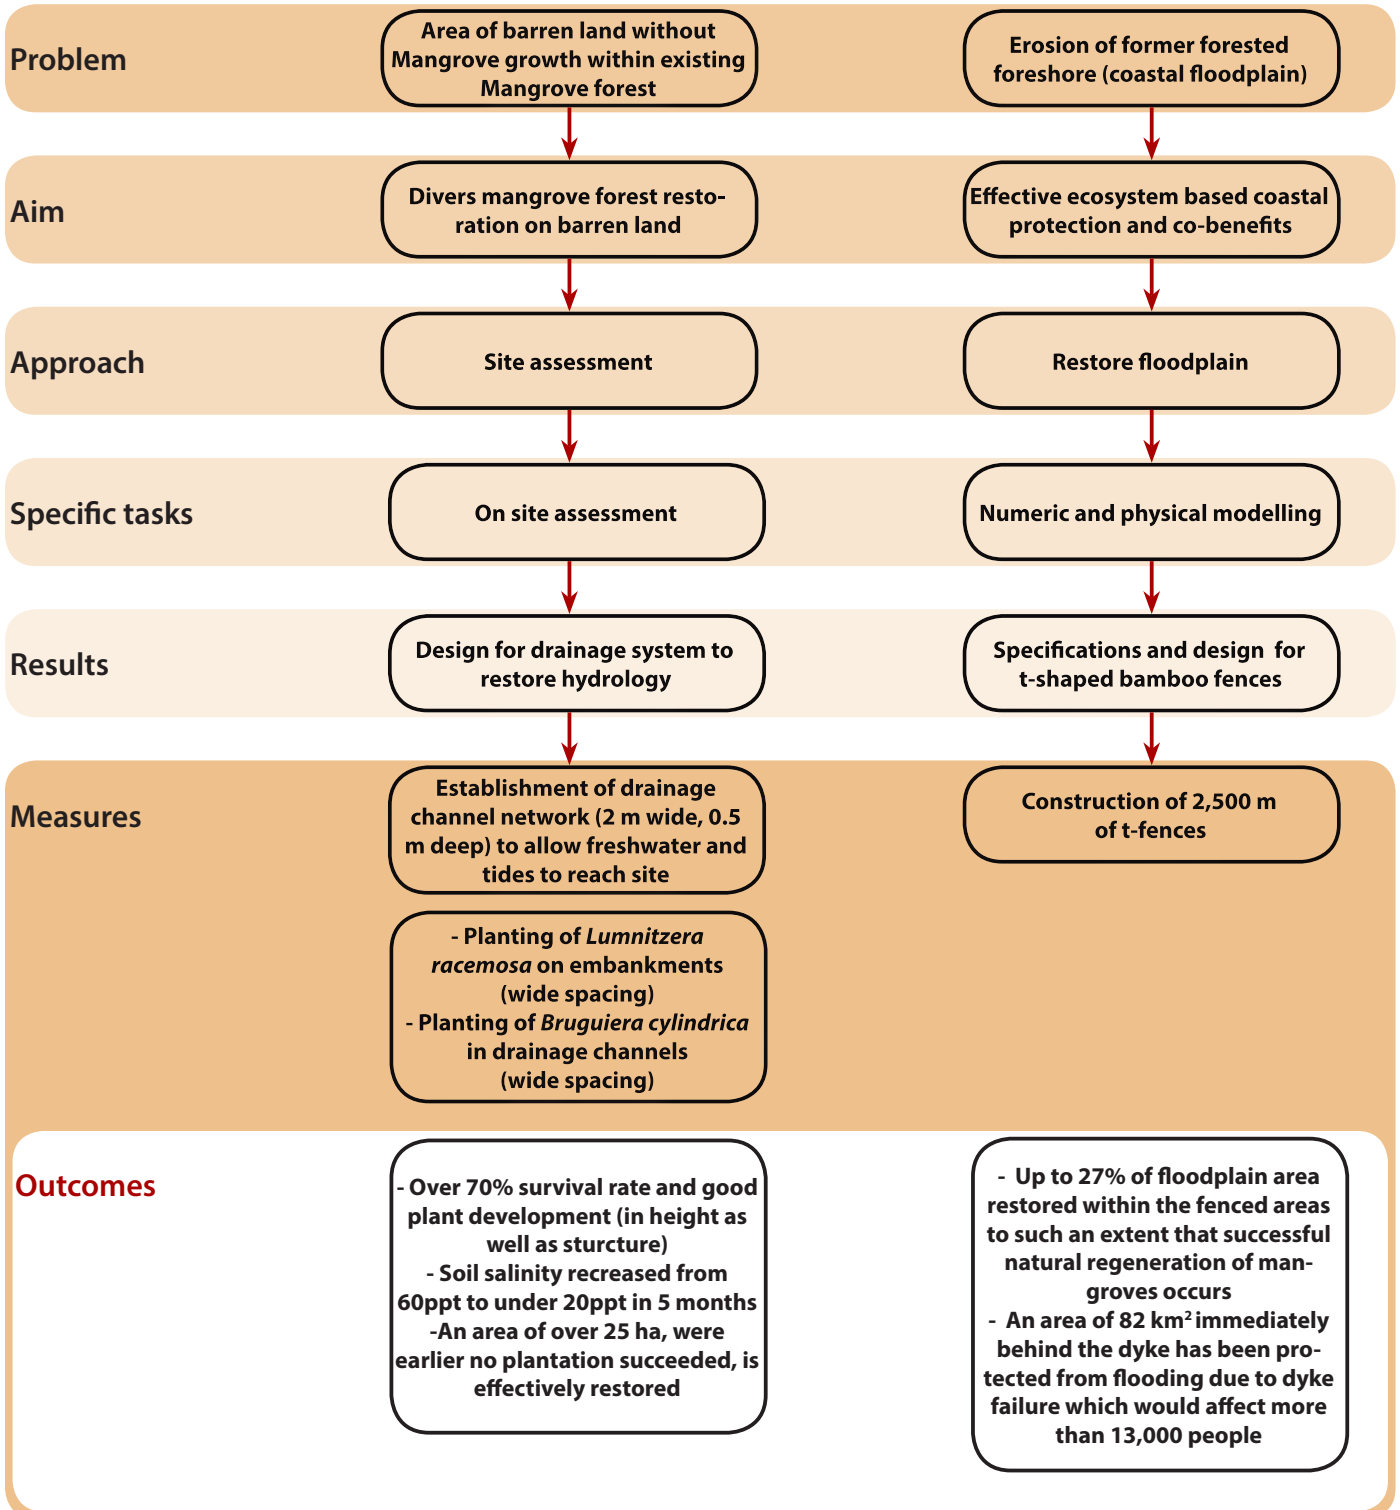 Problem
Area of barren land without
Mangrove growth within existing
Mangrove forest
Erosion of former forested
foreshore (coastal floodplain)
Aim
Divers mangrove forest resto-
ration on barren land
Effective ecosystem based coastal
protection and co-benefits
Approach
Site assessment
Restore floodplain
Specific tasks
On site assessment
Numeric and physical modelling
Results
Design for drainage system to
restore hydrology
Specifications and design for
t-shaped bamboo fences
Measures
Establishment of drainage
channel network (2 m wide, 0.5
m deep) to allow freshwater and
tides to reach site
Construction of 2,500 m
of t-fences
- Planting of Lumnitzera
racemosa on embankments
(wide spacing)
- Planting of Bruguiera cylindrica
in drainage channels
(wide spacing)
Outcomes
- Over 70% survival rate and good
plant development (in height as
well as sturcture)
- Soil salinity recreased from
60ppt to under 20ppt in 5 months
-An area of over 25 ha, were
earlier no plantation succeeded, is
effectively restored
- Up to 27% of floodplain area
restored within the fenced areas
to such an extent that successful
natural regeneration of man-
groves occurs
- An area of 82 km² immediately
behind the dyke has been pro-
tected from flooding due to dyke
failure which would affect more
than 13,000 people